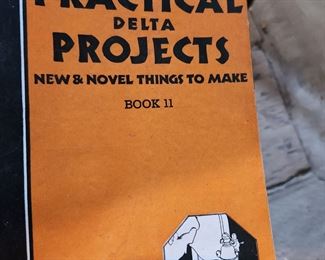 PRACTICAL
DELTA
PROJECTS
NEW & NOVEL THINGS TO MAKE
BOOK 11